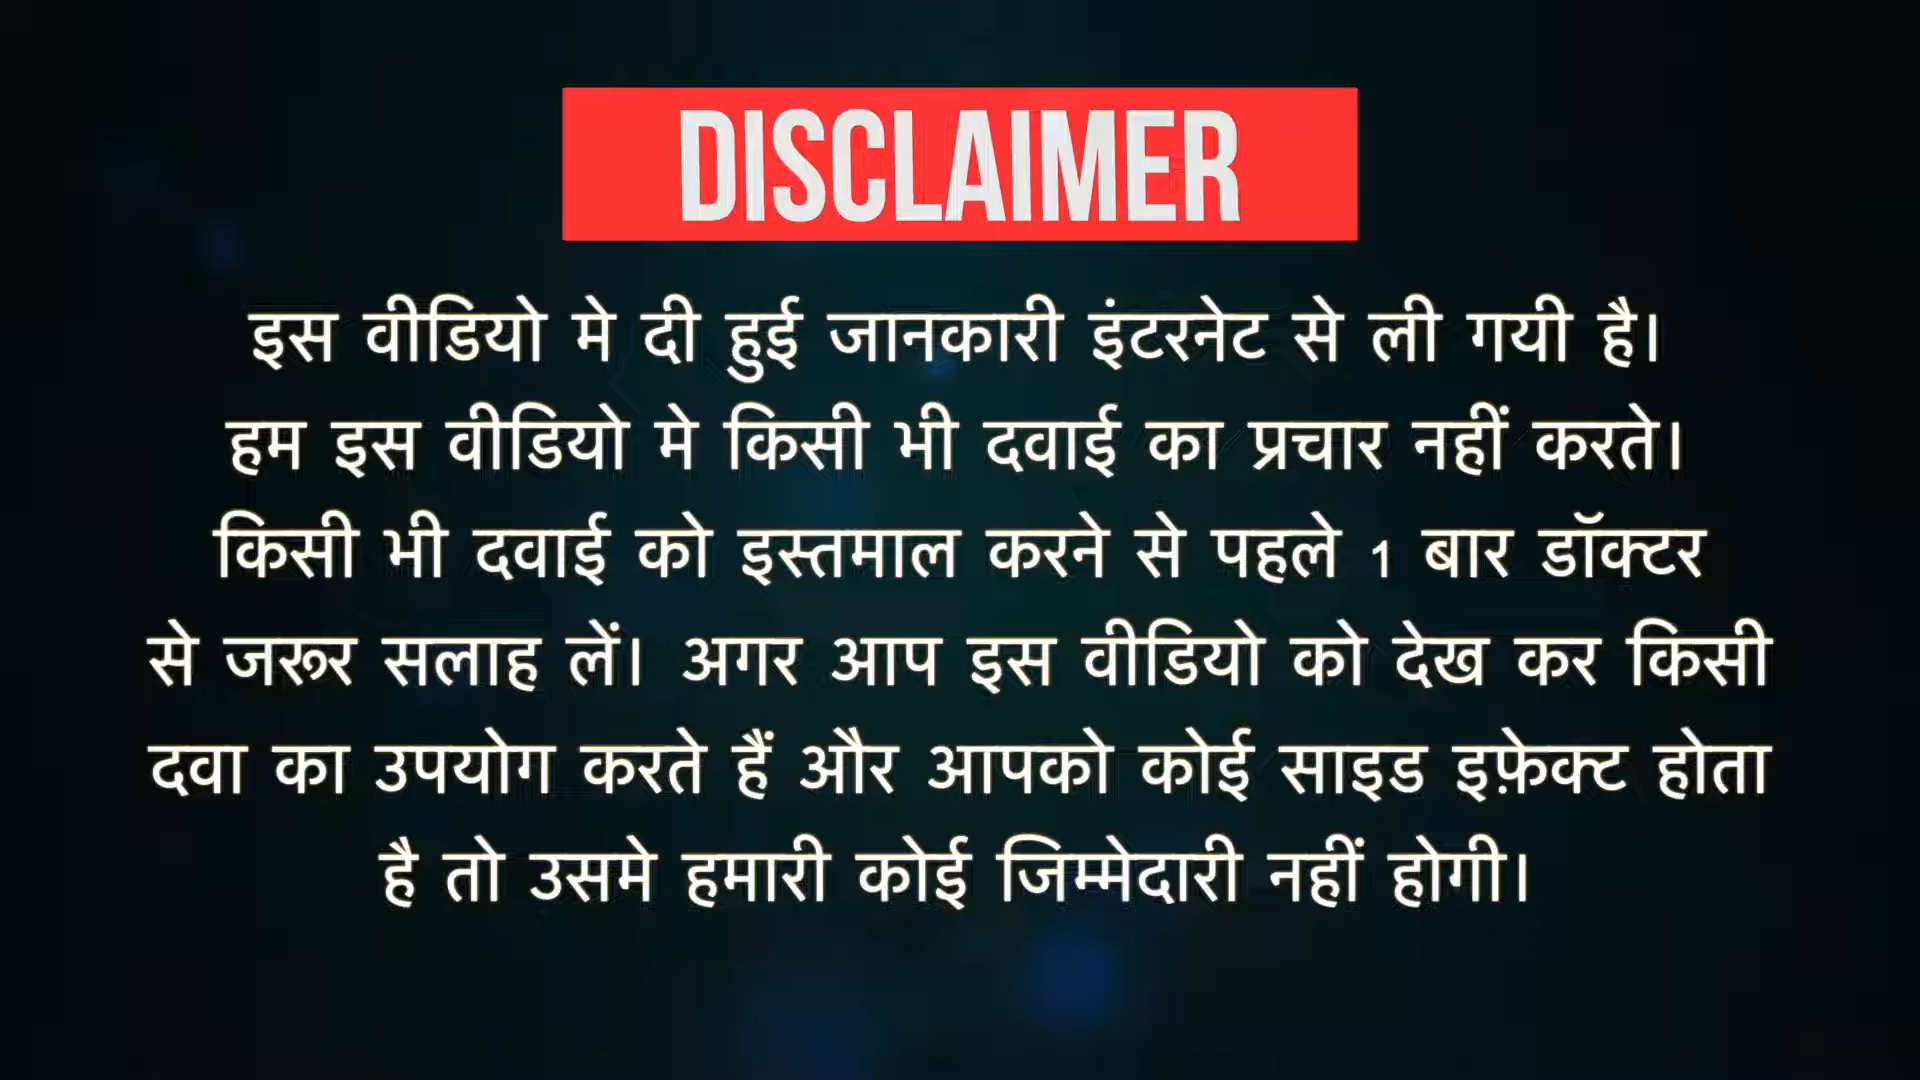 DISCLAIMER
इस वीडियो मे दी हुई जानकारी इंटरनेट से ली गयी है।
हम इस वीडियो मे किसी भी दवाई का प्रचार नहीं करते।
किसी भी दवाई को इस्तमाल करने से पहले 1 बार डॉक्टर
से जरूर सलाह लें। अगर आप इस वीडियो को देख कर किसी
दवा का उपयोग करते हैं और आपको कोई साइड इफ़ेक्ट होता
है तो उसमे हमारी कोई जिम्मेदारी नहीं होगी।